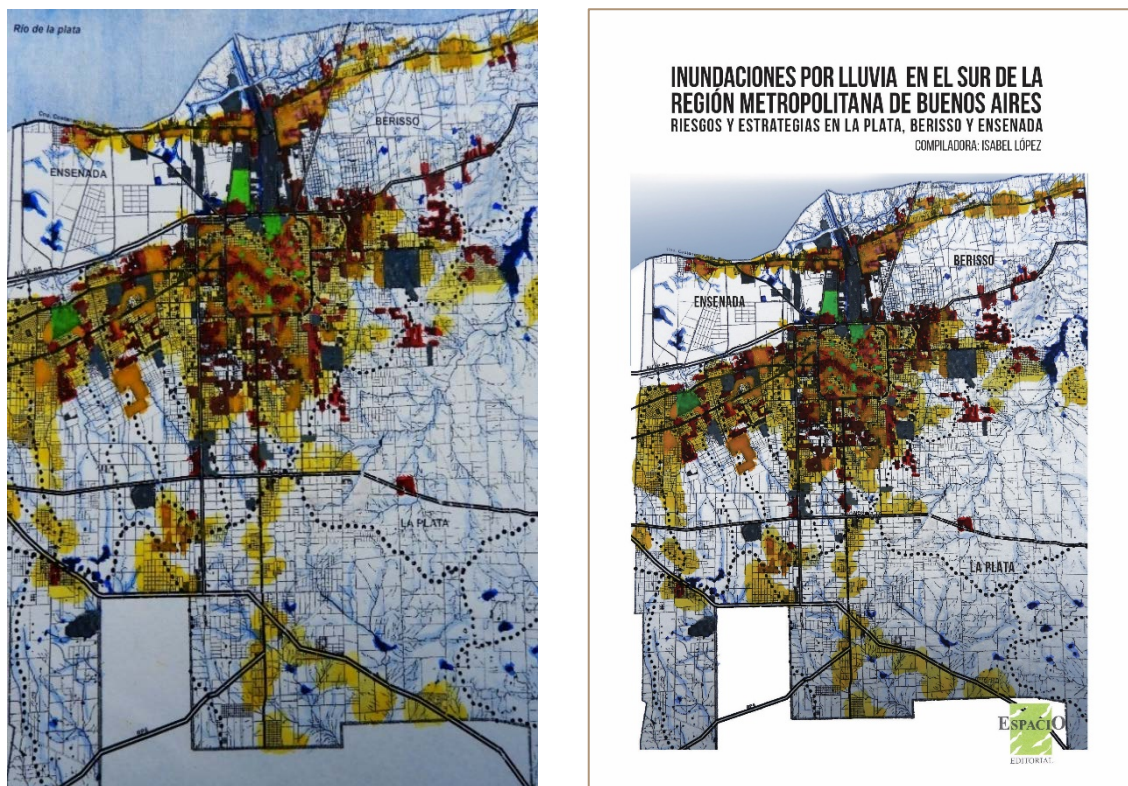 Río de la plata
BERISSO
ENSENADA
LA PLATA
INUNDACIONES POR LLUVIA EN EL SUR DE LA
REGIÓN METROPOLITANA DE BUENOS AIRES
RIESGOS Y ESTRATEGIAS EN LA PLATA, BERISSO Y ENSENADA
COMPILADORA: ISABEL LÓPEZ
BERISSO
ENSENADA
LA PLATA
ESPACIO
EDITORIAL